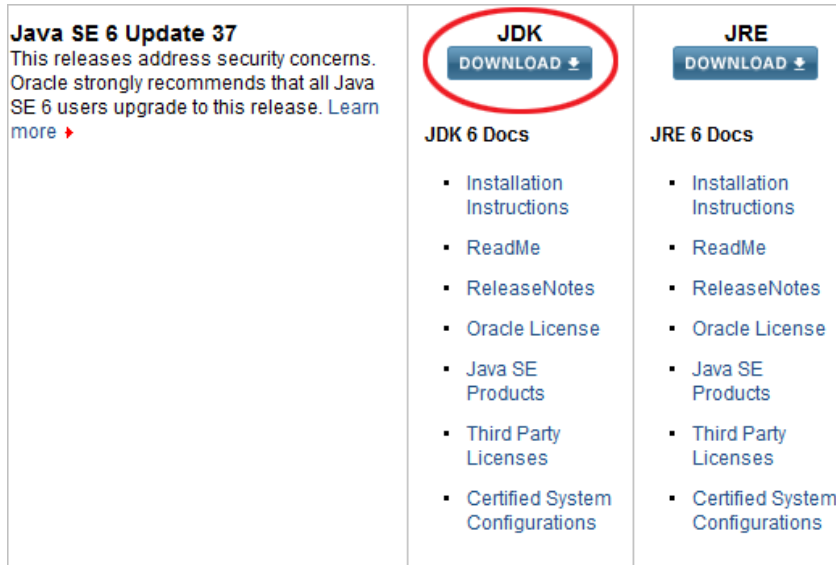 Java SE 6 Update 37
This releases address security concerns.
Oracle strongly recommends that all Java
SE 6 users upgrade to this release. Learn
more
JDK
DOWNLOAD
JDK 6 Docs
Installation
Instructions
ReadMe
ReleaseNotes
Oracle License
Java SE
Products
Third Party
Licenses
Certified System
Configurations
JRE
DOWNLOAD
JRE 6 Docs
Installation
Instructions
ReadMe
ReleaseNotes
Oracle License
Java SE
Products
Third Party
Licenses
Certified System
Configurations